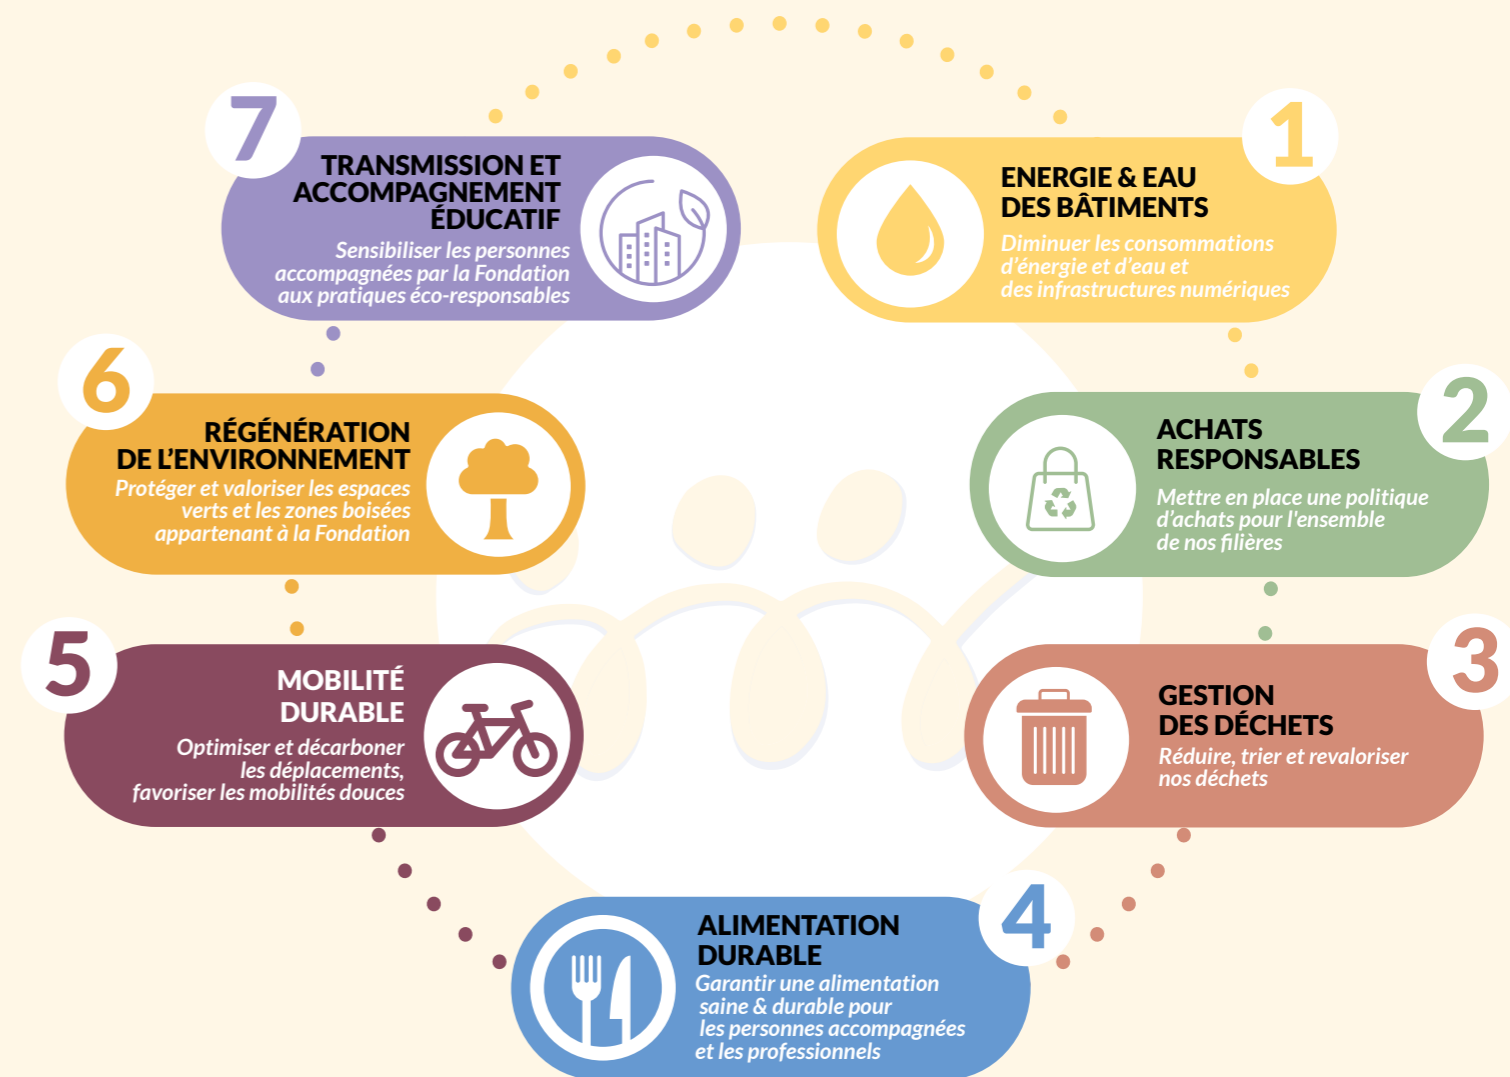 1
ENERGIE & EAU
DES BÂTIMENTS
Diminuer les consommations
d'énergie et d'eau et
des infrastructures numériques
2
ACHATS
RESPONSABLES
Mettre en place une politique
d'achats pour l'ensemble
de nos filières
3
GESTION
DES DÉCHETS
Réduire, trier et revaloriser
nos déchets
4
ALIMENTATION
DURABLE
Garantir une alimentation
saine & durable pour
les personnes accompagnées
et les professionnels
5
MOBILITÉ
DURABLE
Optimiser et décarboner
les déplacements,
favoriser les mobilités douces
6
RÉGÉNÉRATION
DE L'ENVIRONNEMENT
Protéger et valoriser les espaces
verts et les zones boisées
appartenant à la Fondation
7
TRANSMISSION ET
ACCOMPAGNEMENT
ÉDUCATIF
Sensibiliser les personnes
accompagnées par la Fondation
aux pratiques éco-responsables